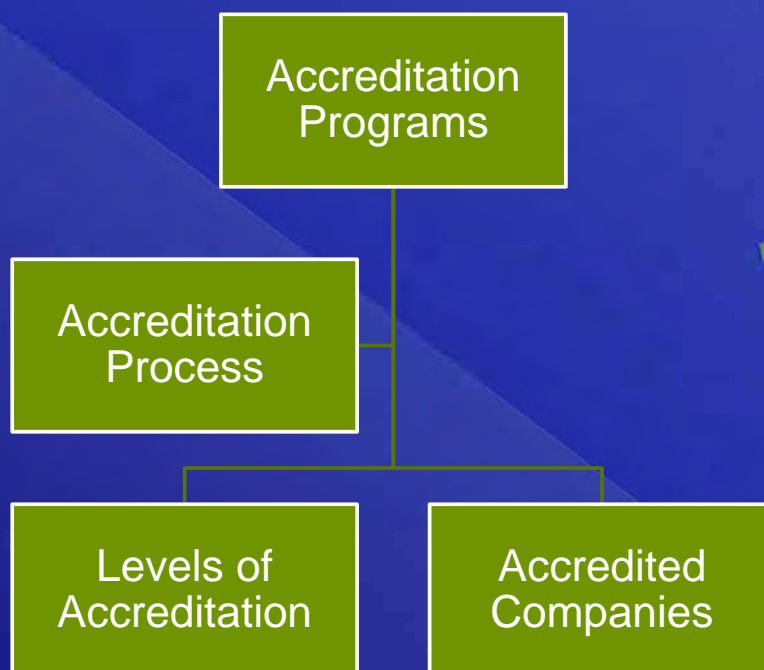 Accreditation
Programs
Accreditation
Process
Levels of
Accreditation
Accredited
Companies